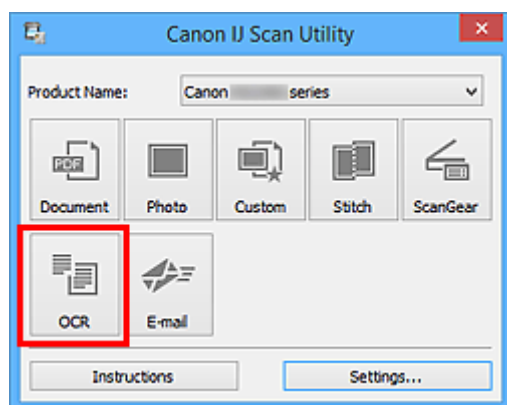 Canon IJ Scan Utility
Product Name: Canon series
PDF
Document Photo Custom Stitch ScanGear
OCR E-mail
Instructions Settings...